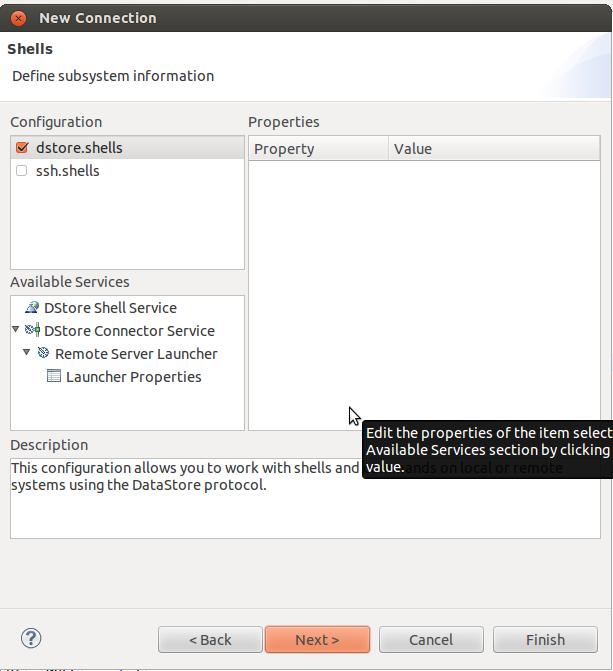 New Connection
Shells
Define subsystem information
Configuration
dstore.shells
ssh.shells
Properties
Property Value
Available Services
DStore Shell Service
DStore Connector Service
Remote Server Launcher
Launcher Properties
Edit the properties of the item select
Available Services section by clicking
value.
Description
This configuration allows you to work with shells and commands on local or remote
systems using the DataStore protocol.
?
< Back
Next >
Cancel
Finish